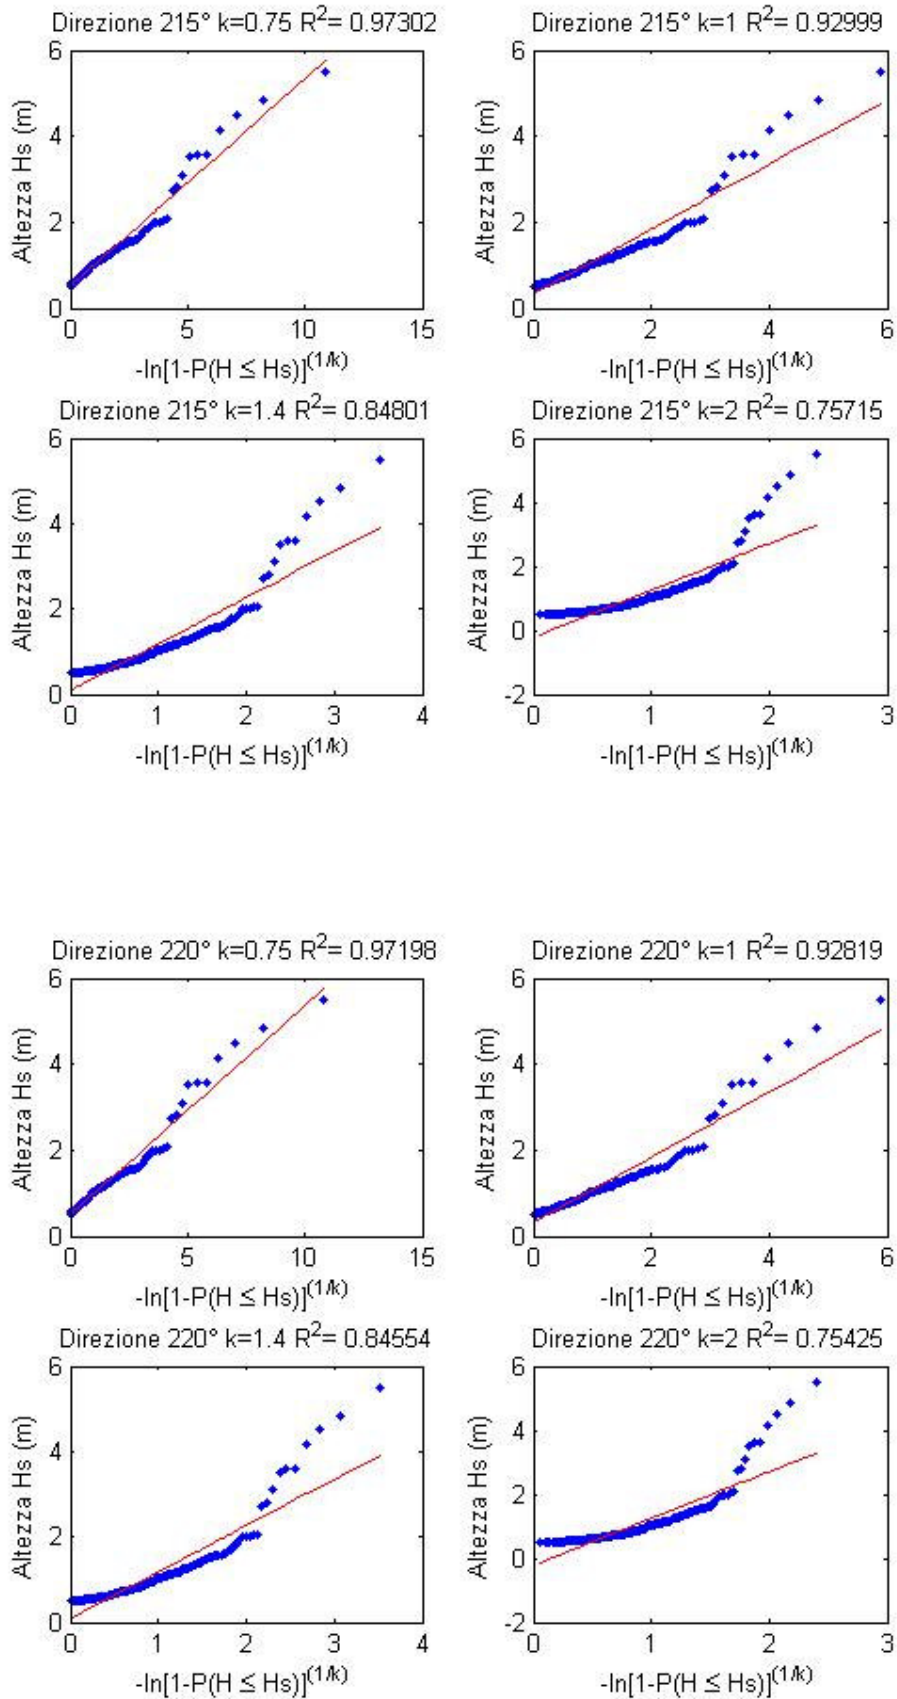 Direzione 215° k=0.75 R²= 0.97302
Altezza Hs (m)
6
4
2
0
0 5 10 15
-ln[1-P(H ≤ Hs)]^(1/k)
Direzione 215° k=1 R²= 0.92999
Altezza Hs (m)
6
4
2
0
0 2 4 6
-ln[1-P(H ≤ Hs)]^(1/k)
Direzione 215° k=1.4 R²= 0.84801
Altezza Hs (m)
6
4
2
0
0 1 2 3 4
-ln[1-P(H ≤ Hs)]^(1/k)
Direzione 215° k=2 R²= 0.75715
Altezza Hs (m)
6
4
2
0
-2
0 1 2 3
-ln[1-P(H ≤ Hs)]^(1/k)
Direzione 220° k=0.75 R²= 0.97198
Altezza Hs (m)
6
4
2
0
0 5 10 15
-ln[1-P(H ≤ Hs)]^(1/k)
Direzione 220° k=1 R²= 0.92819
Altezza Hs (m)
6
4
2
0
0 2 4 6
-ln[1-P(H ≤ Hs)]^(1/k)
Direzione 220° k=1.4 R²= 0.84554
Altezza Hs (m)
6
4
2
0
0 1 2 3 4
-ln[1-P(H ≤ Hs)]^(1/k)
Direzione 220° k=2 R²= 0.75425
Altezza Hs (m)
6
4
2
0
-2
0 1 2 3
-ln[1-P(H ≤ Hs)]^(1/k)